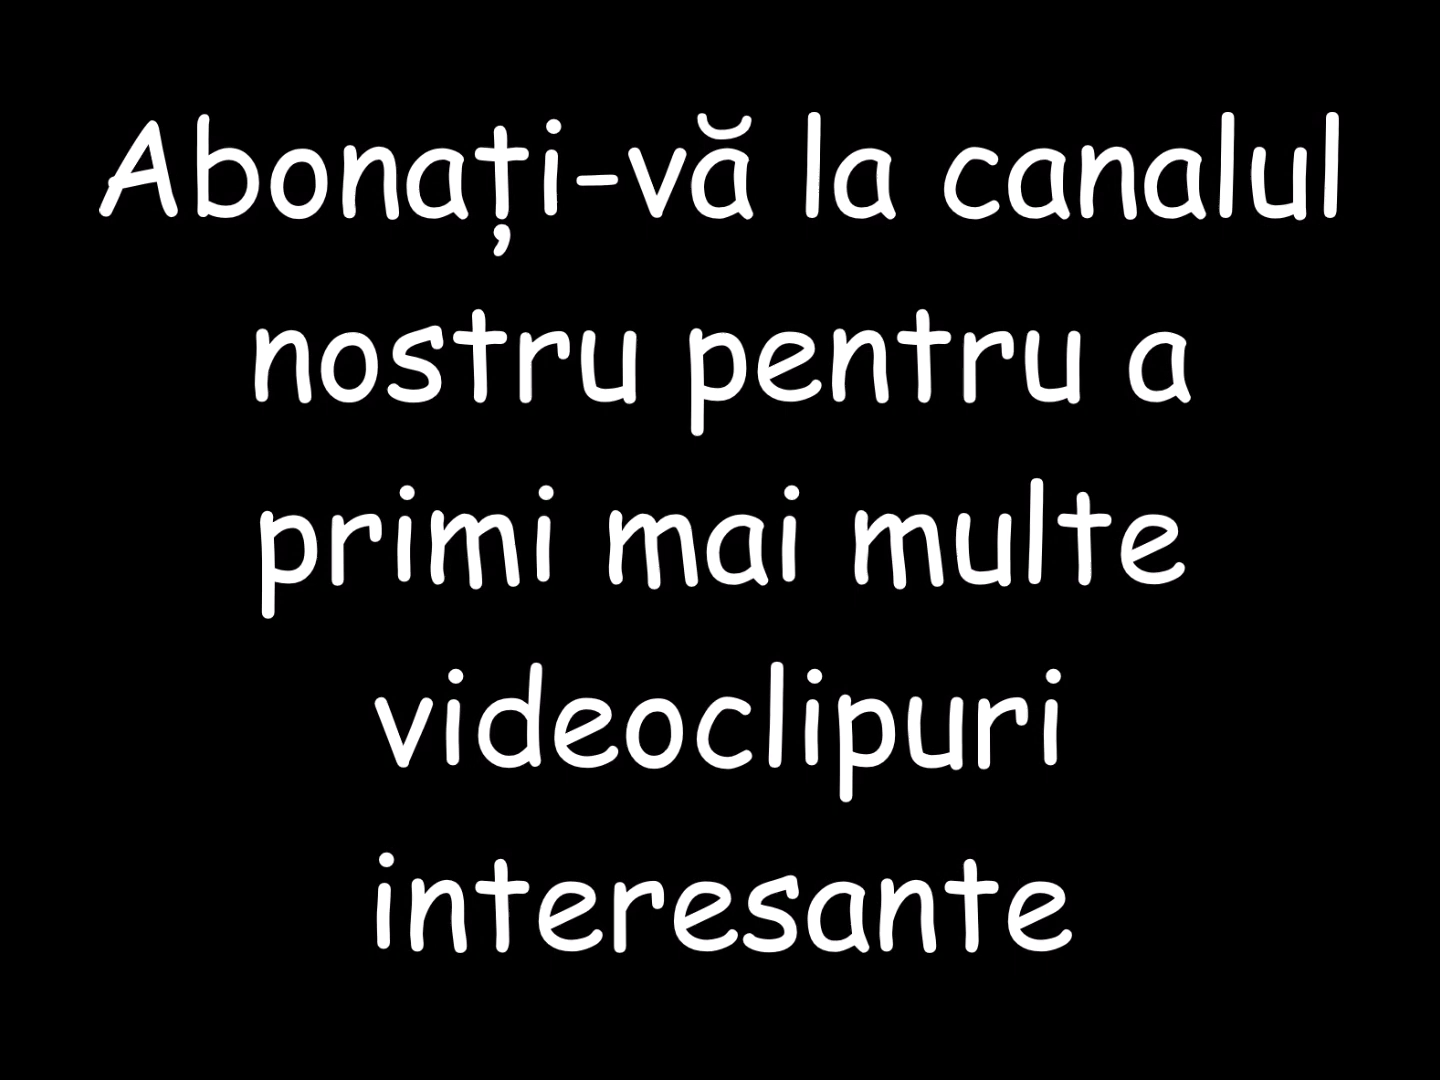 Abonați-vă la canalul
nostru pentru a
primi mai multe
videoclipuri
interesante